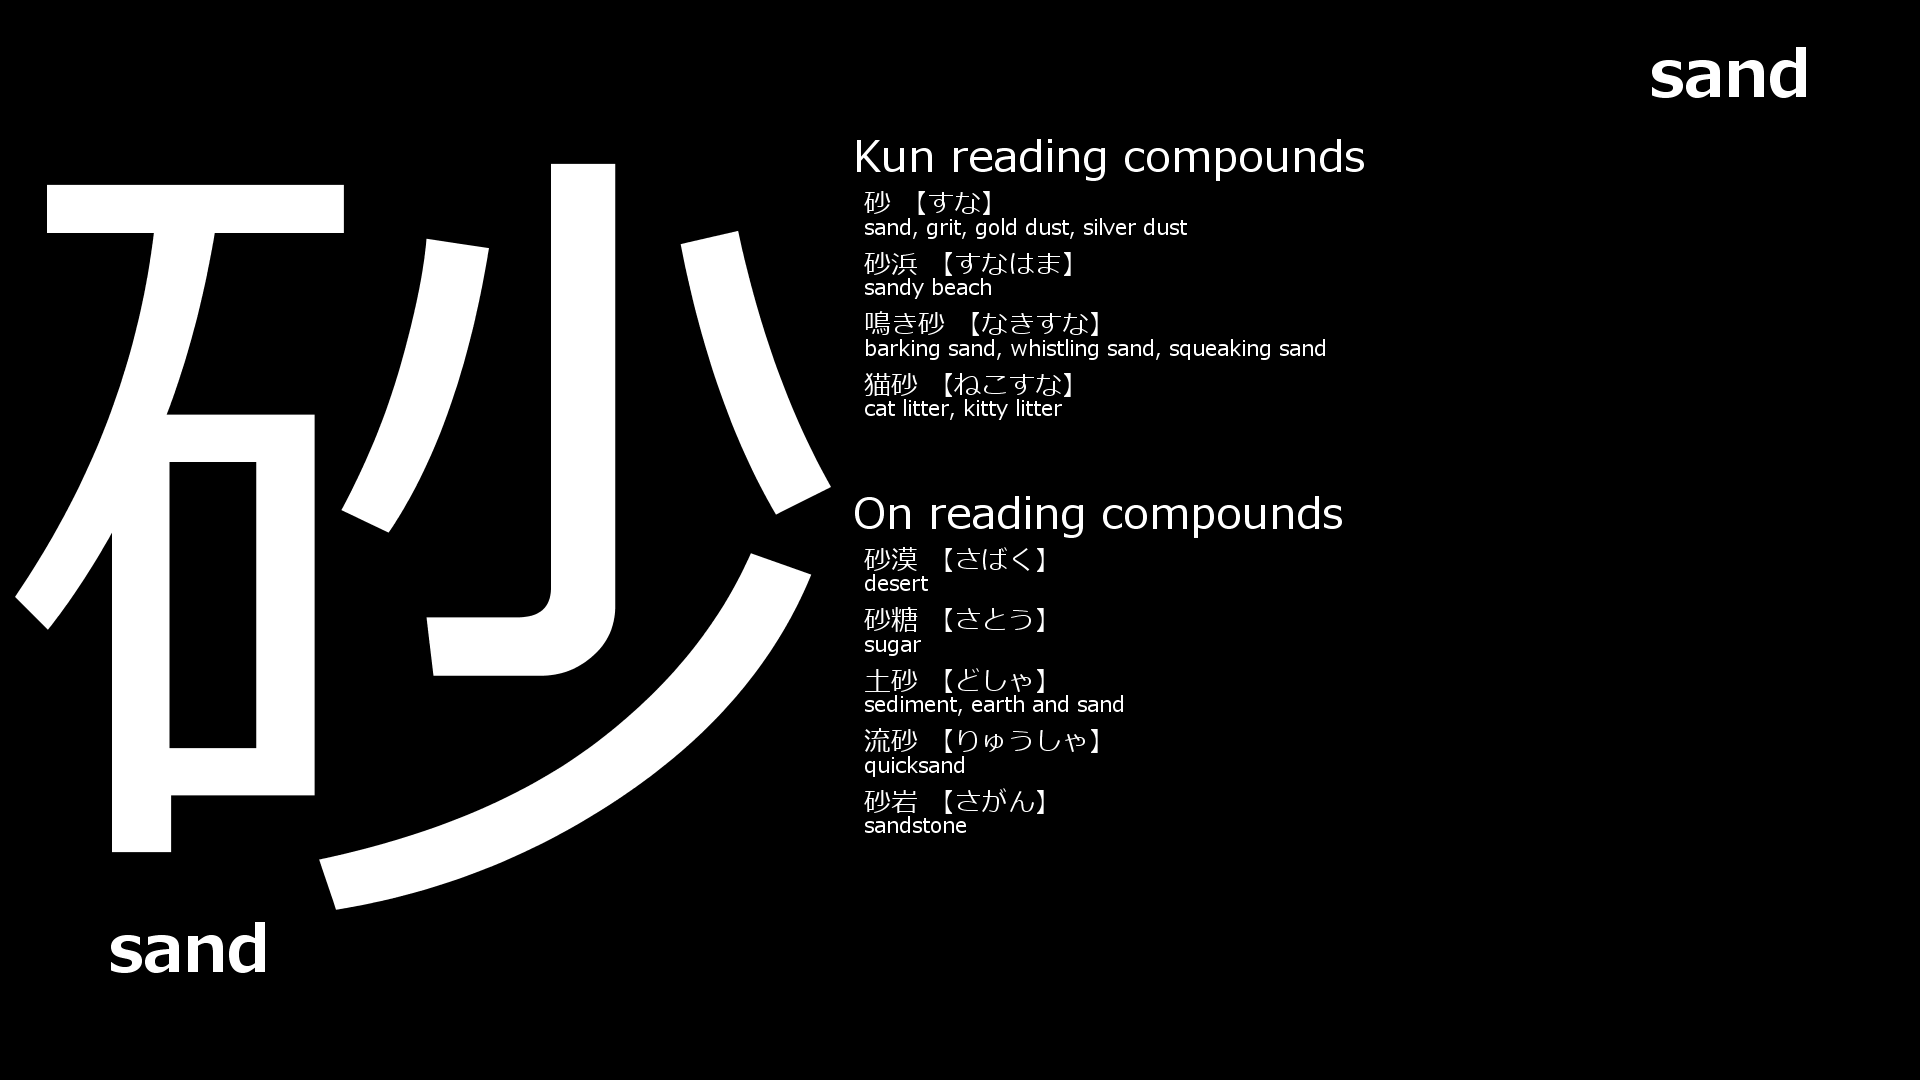 sand
砂
Kun reading compounds
砂 【すな】
sand, grit, gold dust, silver dust
砂浜 【すなはま】
sandy beach
鳴き砂 【なきすな】
barking sand, whistling sand, squeaking sand
猫砂 【ねこすな】
cat litter, kitty litter
On reading compounds
砂漠 【さばく】
desert
砂糖 【さとう】
sugar
土砂 【どしゃ】
sediment, earth and sand
流砂 【りゅうしゃ】
quicksand
砂岩 【さがん】
sandstone
sand